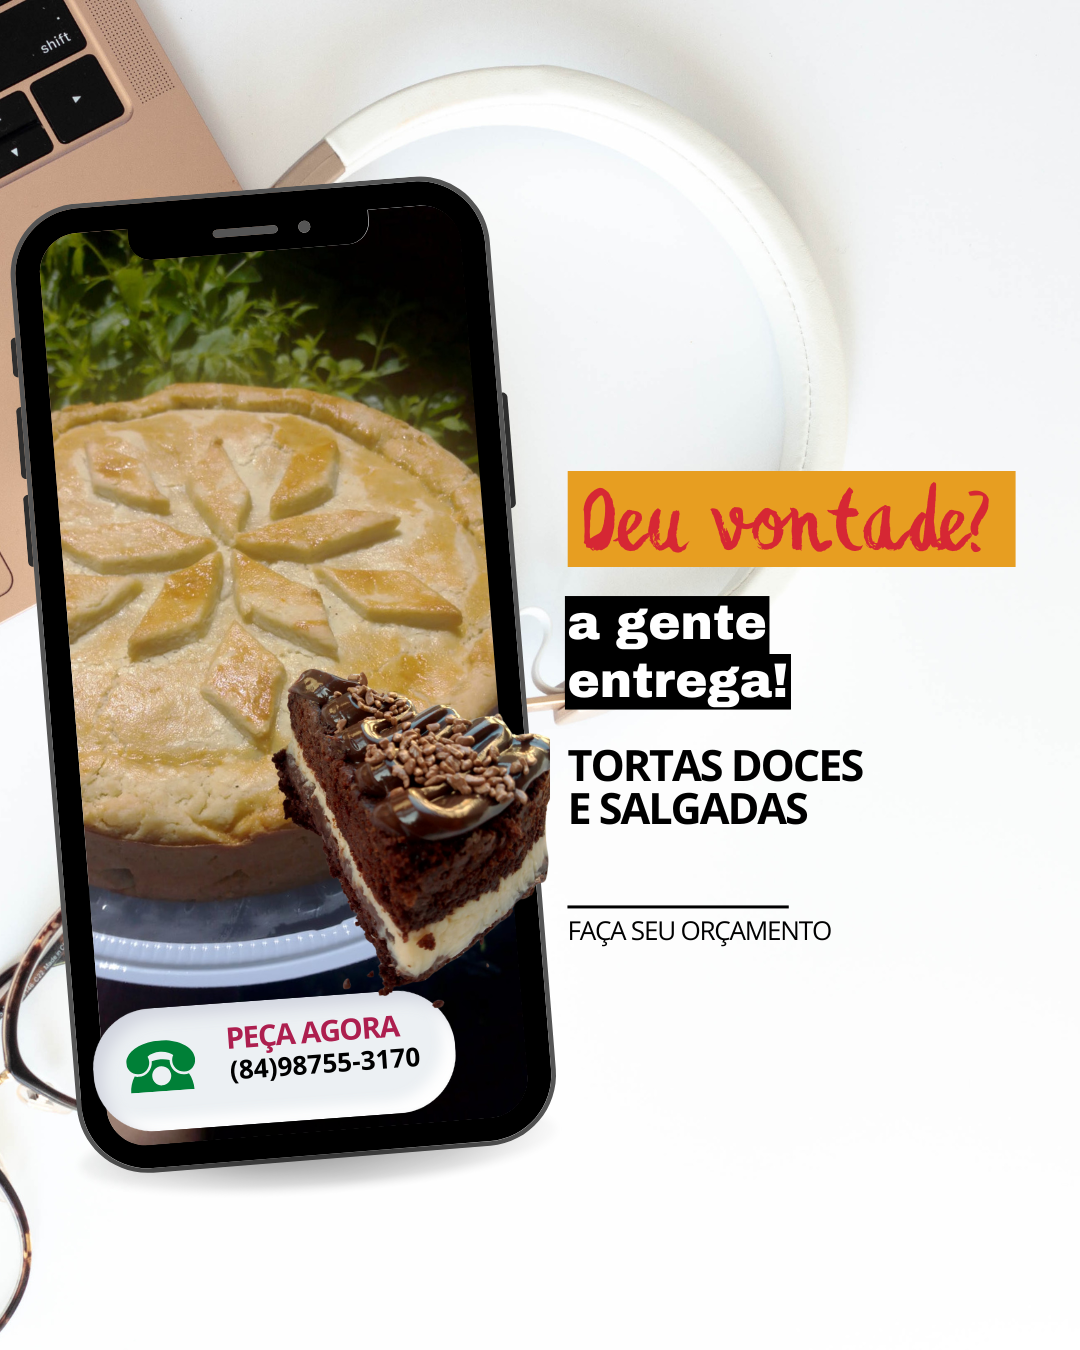 shift
Deu vontade?
a gente
entrega!
TORTAS DOCES
E SALGADAS
FAÇA SEU ORÇAMENTO
PEÇA AGORA
(84)98755-3170